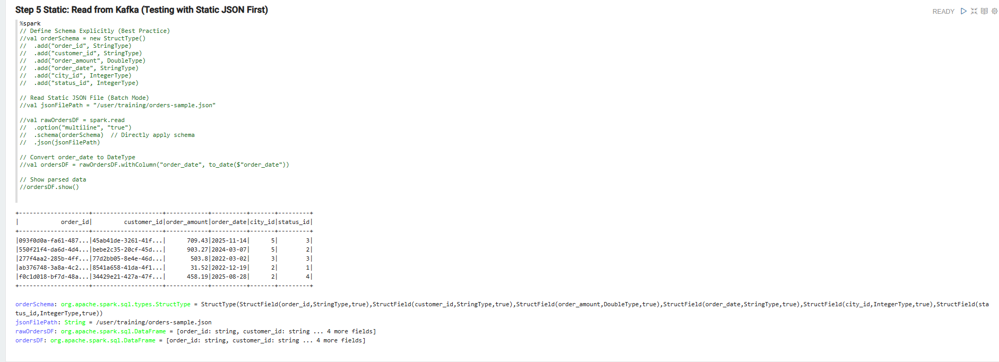 Step 5 Static: Read from Kafka (Testing with Static JSON First)
READY
%spark
// Define Schema Explicitly (Best Practice)
//val orderSchema = new StructType()
//  .add("order_id", StringType)
//  .add("customer_id", StringType)
//  .add("order_amount", DoubleType)
//  .add("order_date", StringType)
//  .add("city_id", IntegerType)
//  .add("status_id", IntegerType)
// Read Static JSON File (Batch Mode)
//val jsonFilePath = "/user/training/orders-sample.json"
//val rawOrdersDF = spark.read
//  .option("multiline", "true")
//  .schema(orderSchema)  // Directly apply schema
//  .json(jsonFilePath)
// Convert order_date to DateType
//val ordersDF = rawOrdersDF.withColumn("order_date", to_date($"order_date"))
// Show parsed data
//ordersDF.show()
+--------------------+--------------------+------------+----------+-------+---------+
|            order_id|         customer_id|order_amount|order_date|city_id|status_id|
+--------------------+--------------------+------------+----------+-------+---------+
|093f0d0a-fa61-487...|45ab41de-3261-41f...|      709.43|2025-11-14|      5|        3|
|550f21f4-da6d-4d4...|bebe2c35-20cf-45d...|      903.27|2024-03-07|      5|        2|
|277f4aa2-285b-4ff...|77d2bb05-8e4e-46d...|       503.8|2022-03-02|      3|        3|
|ab376748-3a8a-4c2...|8541a658-41da-4f1...|       31.52|2022-12-19|      2|        1|
|f0c1d018-bf7d-48a...|34429e21-427a-47f...|      458.19|2025-08-28|      2|        4|
+--------------------+--------------------+------------+----------+-------+---------+
orderSchema: org.apache.spark.sql.types.StructType = StructType(StructField(order_id,StringType,true),StructField(customer_id,StringType,true),StructField(order_amount,DoubleType,true),StructField(order_date,StringType,true),StructField(city_id,IntegerType,true),StructField(sta
tus_id,IntegerType,true))
jsonFilePath: String = /user/training/orders-sample.json
rawOrdersDF: org.apache.spark.sql.DataFrame = [order_id: string, customer_id: string ... 4 more fields]
ordersDF: org.apache.spark.sql.DataFrame = [order_id: string, customer_id: string ... 4 more fields]